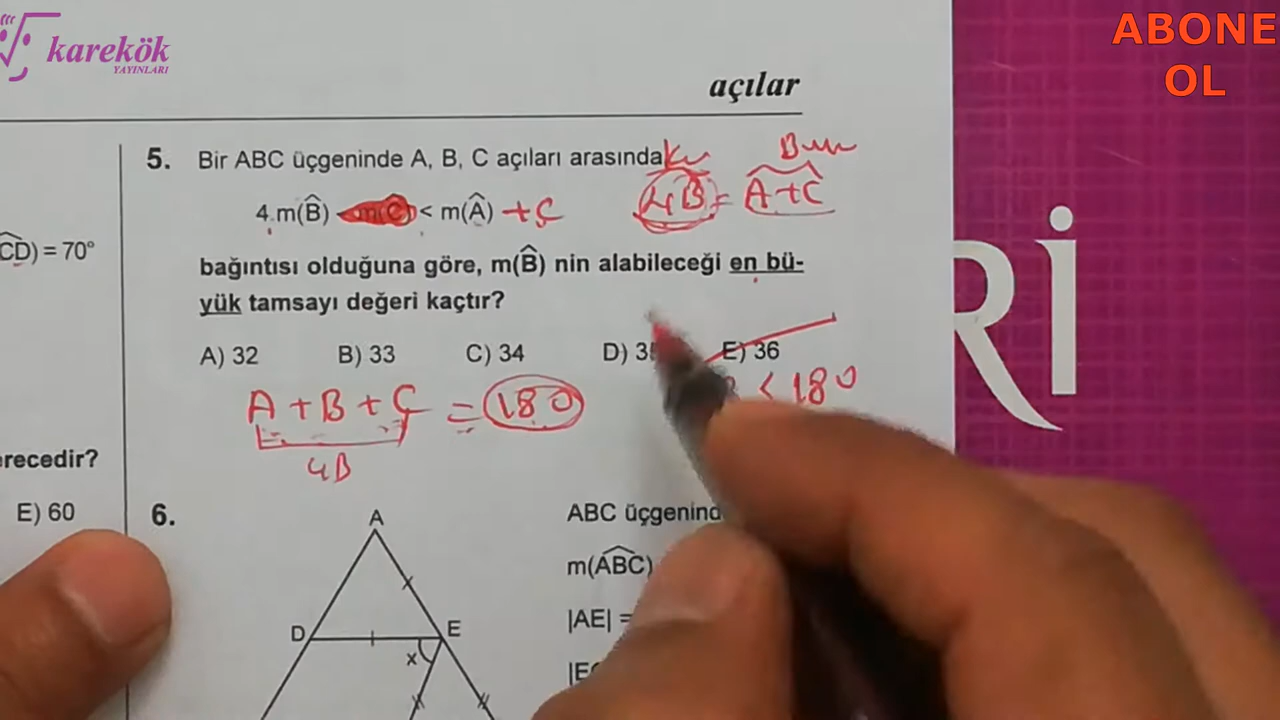 karekök
YAYINLARI
ABONE
OL
açılar
5. Bir ABC üçgeninde A, B, C açıları arasında
4.m(B̂) < m(Â) + C
4B = A+C
bağıntısı olduğuna göre, m(B̂) nin alabileceği en bü-
yük tamsayı değeri kaçtır?
A) 32 B) 33 C) 34 D) 3 E) 36
A + B + C = 180
4B
< 180
CD) = 70°
recedir?
E) 60
6.
A
D
E
x
ABC üçgenind
m(ABC)
|AE| =
Rİ